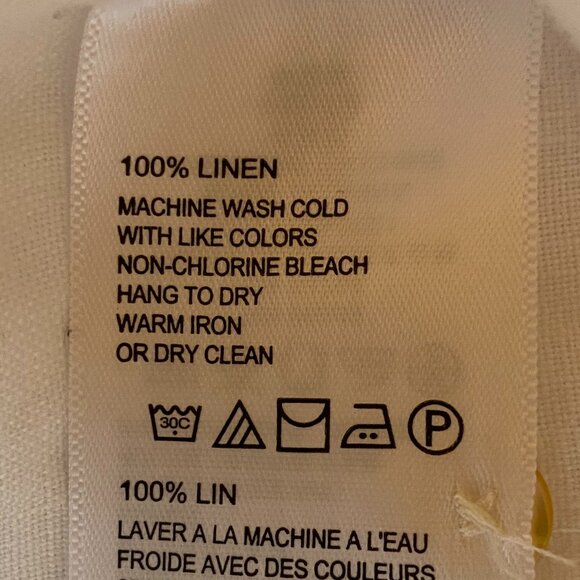 100% LINEN
MACHINE WASH COLD
WITH LIKE COLORS
NON-CHLORINE BLEACH
HANG TO DRY
WARM IRON
OR DRY CLEAN
30C P
100% LIN
LAVER A LA MACHINE A L'EAU
FROIDE AVEC DES COULEURS